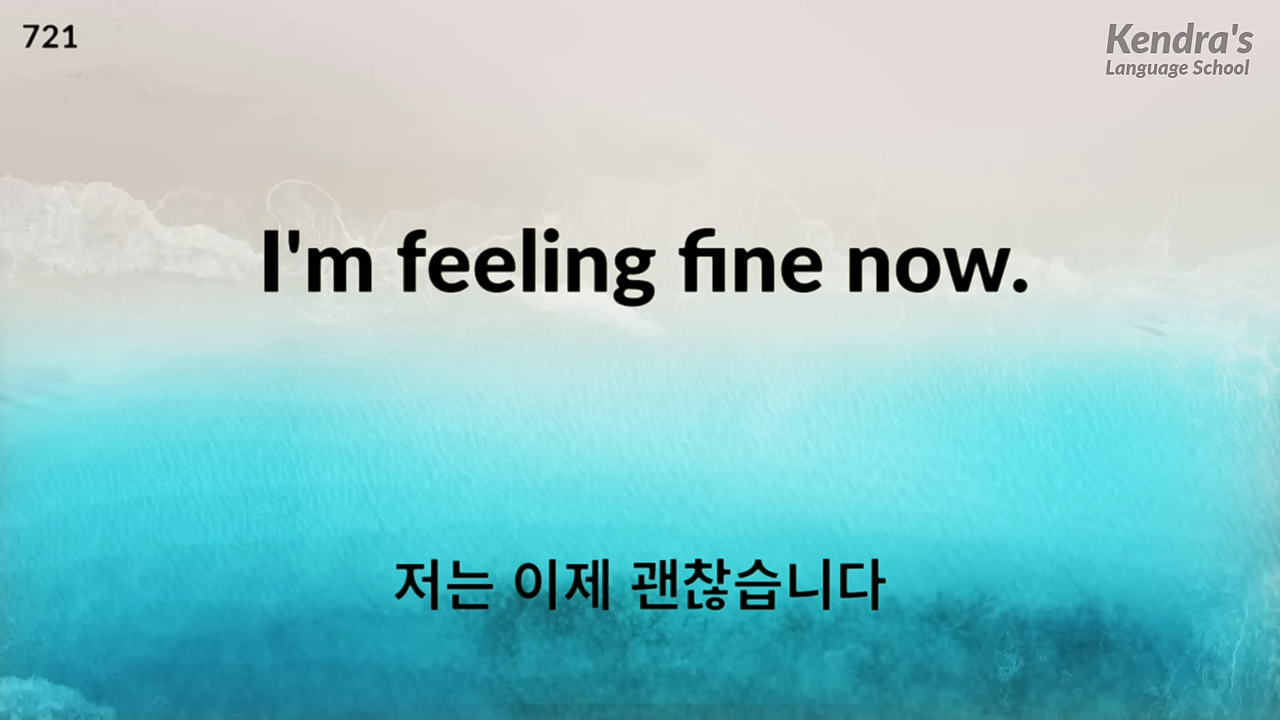 721
Kendra's
Language School
I'm feeling fine now.
저는 이제 괜찮습니다